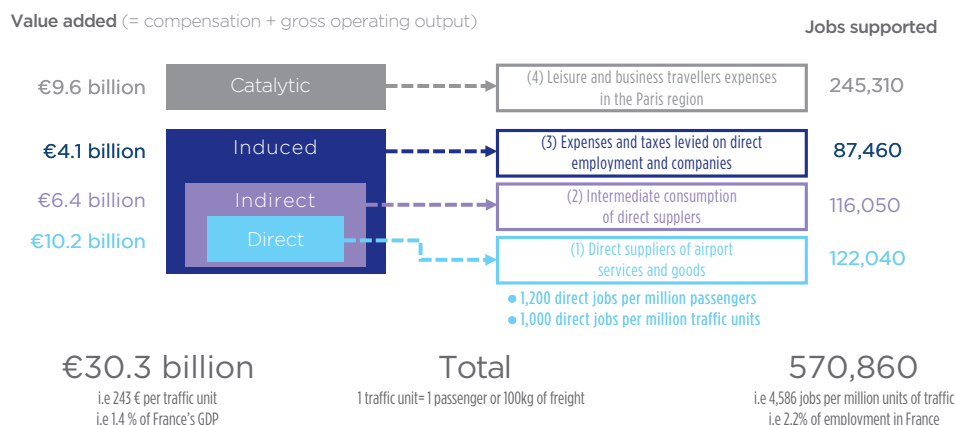 Value added (= compensation + gross operating output)
Jobs supported
€9.6 billion
Catalytic
(4) Leisure and business travellers expenses
in the Paris region
245,310
€4.1 billion
Induced
(3) Expenses and taxes levied on direct
employment and companies
87,460
€6.4 billion
Indirect
(2) Intermediate consumption
of direct supplers
116,050
€10.2 billion
Direct
(1) Direct suppliers of airport
services and goods
122,040
• 1,200 direct jobs per million passengers
• 1,000 direct jobs per million traffic units
€30.3 billion
i.e 243 € per traffic unit
i.e 1.4 % of France's GDP
Total
1 traffic unit= 1 passenger or 100kg of freight
570,860
i.e 4,586 jobs per million units of traffic
i.e 2.2% of employment in France